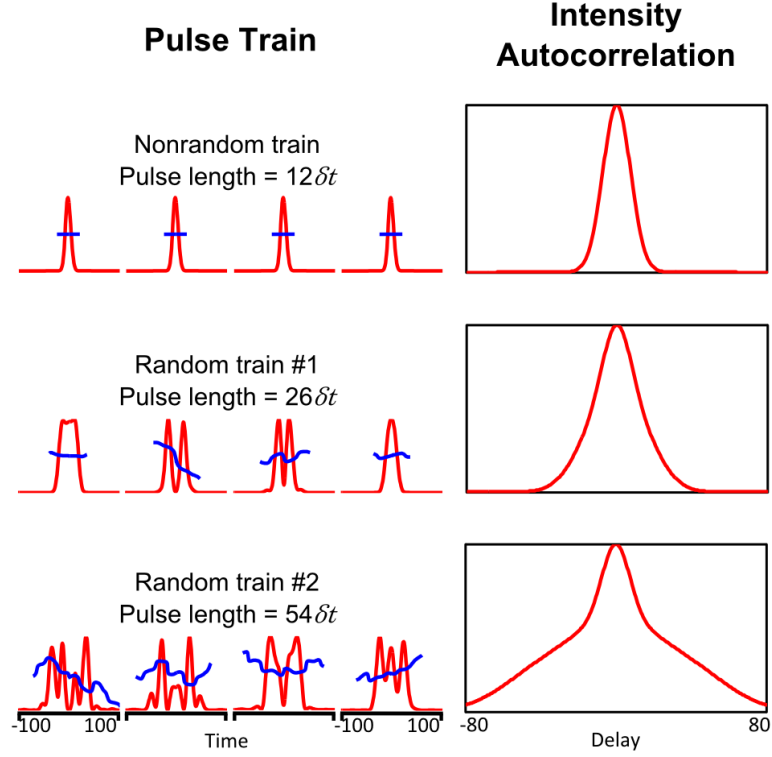 Pulse Train
Intensity
Autocorrelation
Nonrandom train
Pulse length = 12δt
Random train #1
Pulse length = 26δt
Random train #2
Pulse length = 54δt
-100 100 -100 100
Time
-80 80
Delay